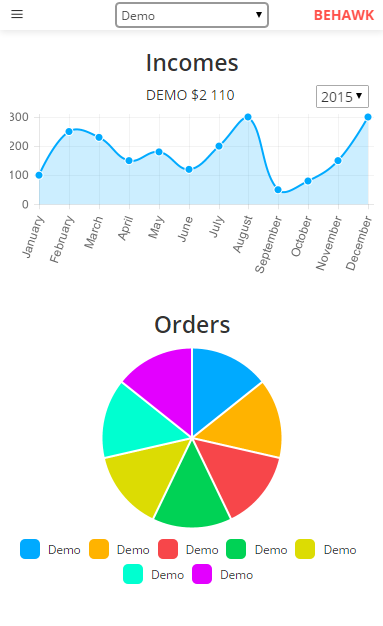 Demo BEHAWK
Incomes
DEMO $2 110
2015
300
200
100
0
January February March April May June July August September October November December
Orders
Demo Demo Demo Demo Demo
Demo Demo